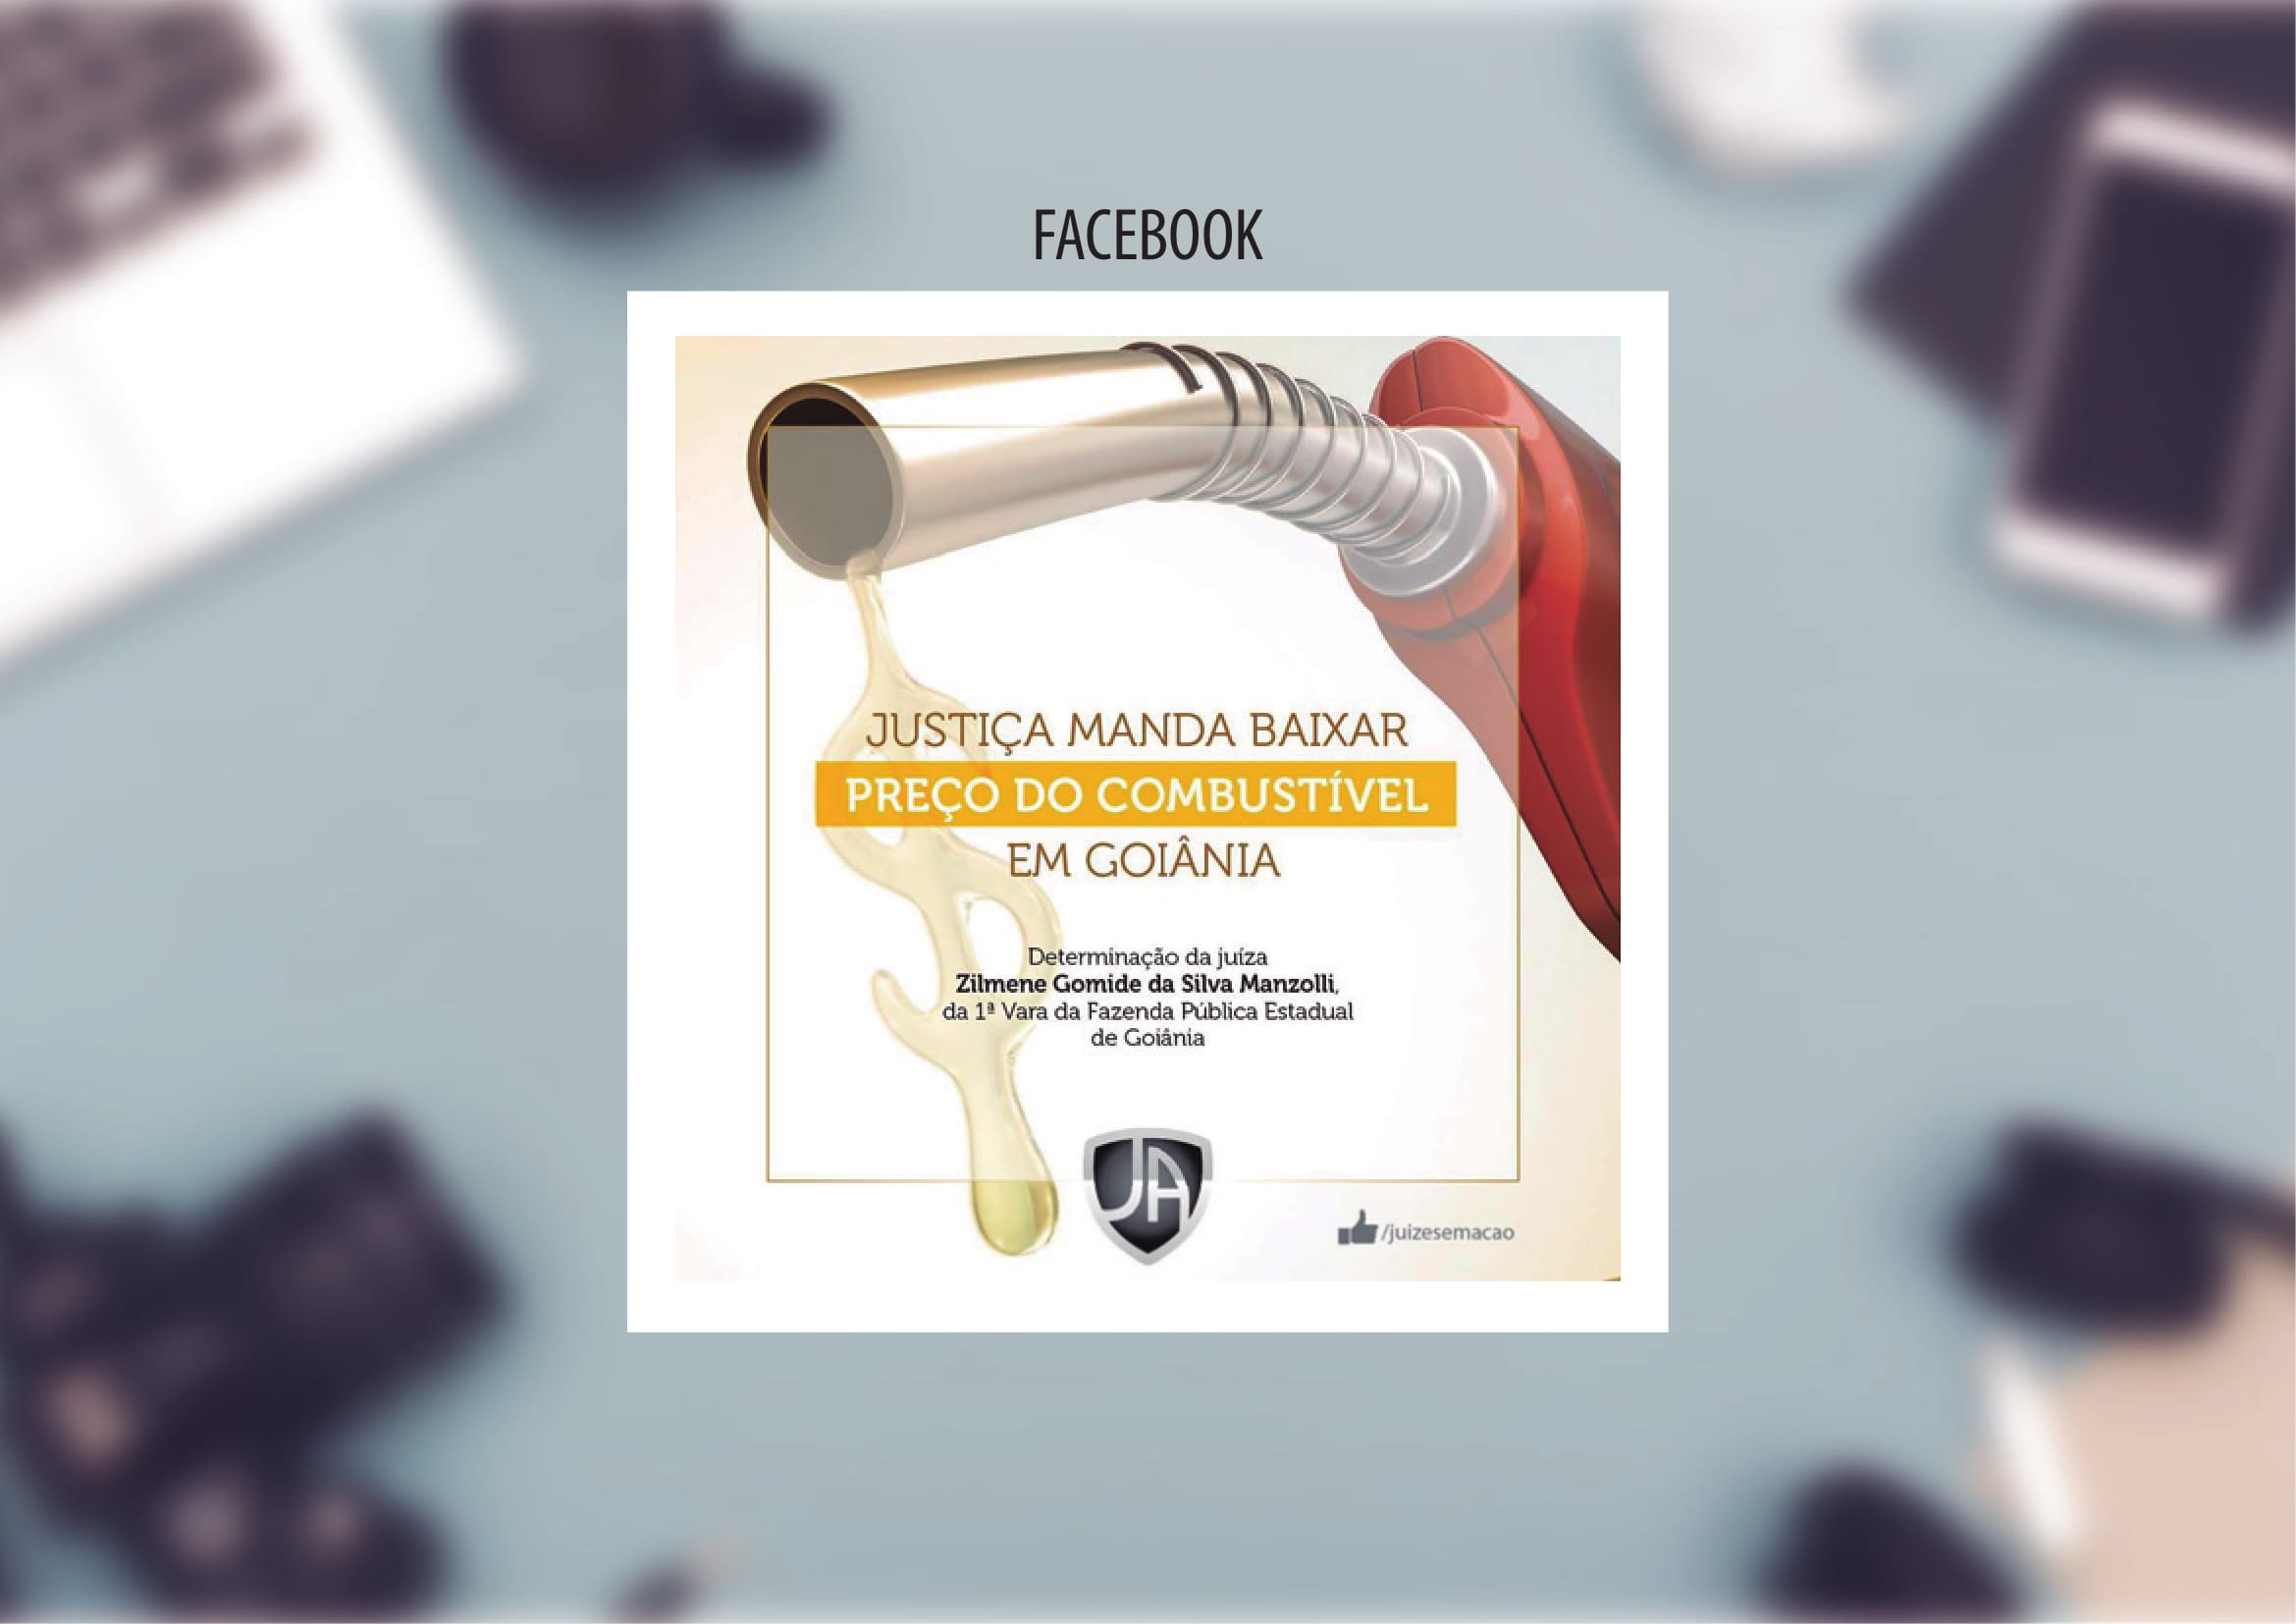 FACEBOOK
JUSTIÇA MANDA BAIXAR
PREÇO DO COMBUSTÍVEL
EM GOIÂNIA
Determinação da juíza
Zilmene Gomide da Silva Manzolli,
da 1ª Vara da Fazenda Pública Estadual
de Goiânia
JA
/juizesemacao